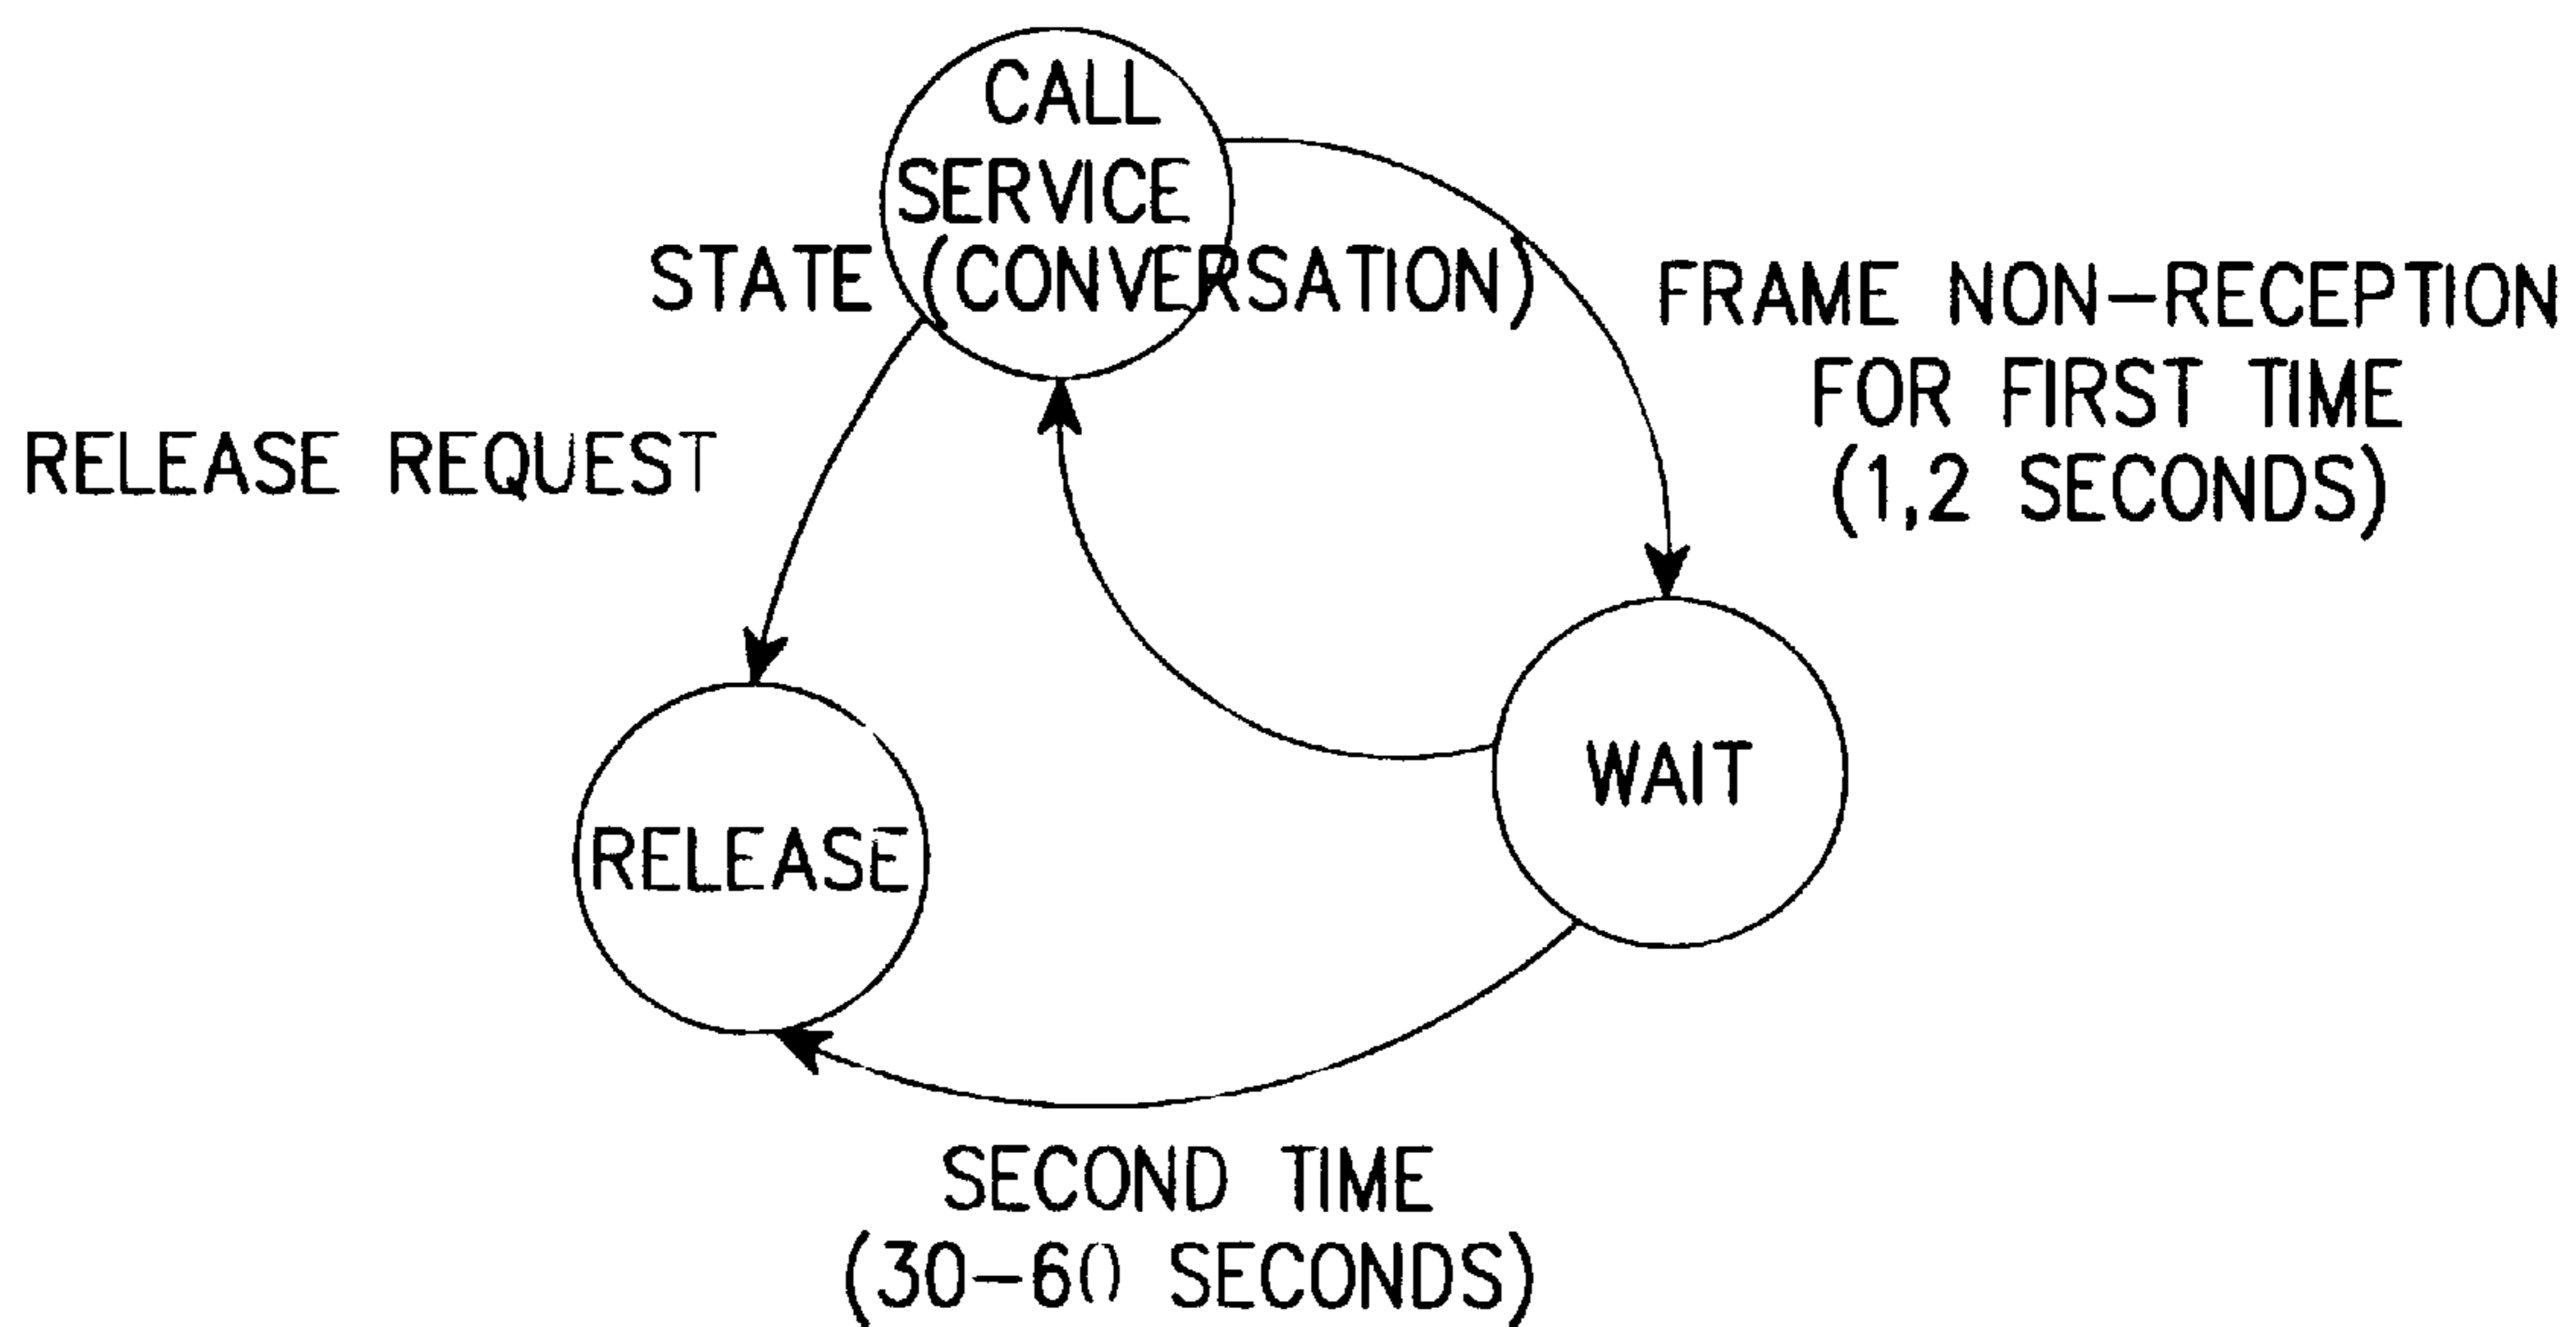 CALL
SERVICE
STATE (CONVERSATION)
FRAME NON-RECEPTION
FOR FIRST TIME
(1,2 SECONDS)
RELEASE REQUEST
WAIT
RELEASE
SECOND TIME
(30-60 SECONDS)